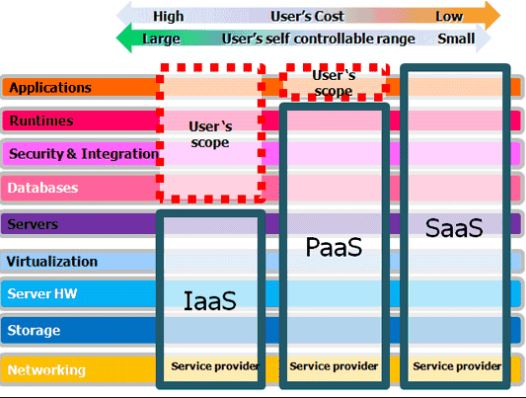 High User's Cost Low
Large User's self controllable range Small
Applications
Runtimes
Security & Integration
Databases
Servers
Virtualization
Server HW
Storage
Networking
User's
scope
IaaS
Service provider
User's
scope
PaaS
Service provider
SaaS
Service provider